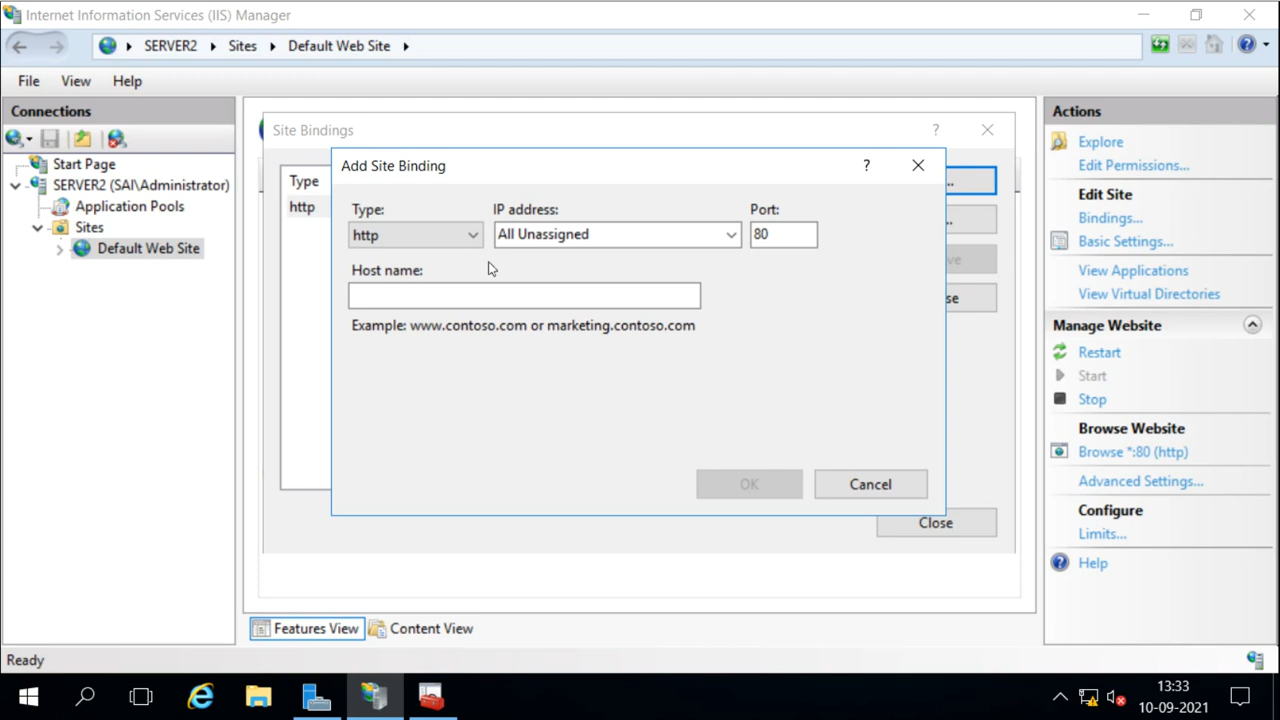 Internet Information Services (IIS) Manager
SERVER2 Sites Default Web Site
File View Help
Connections
Start Page
SERVER2 (SAI\Administrator)
Application Pools
Sites
Default Web Site
Site Bindings ?
Type
http
...
...
ve
se
Close
Add Site Binding ?
Type: IP address: Port:
http All Unassigned 80
Host name:
Example: www.contoso.com or marketing.contoso.com
OK Cancel
Features View Content View
Actions
Explore
Edit Permissions...
Edit Site
Bindings...
Basic Settings...
View Applications
View Virtual Directories
Manage Website
Restart
Start
Stop
Browse Website
Browse *:80 (http)
Advanced Settings...
Configure
Limits...
Help
Ready
13:33
10-09-2021